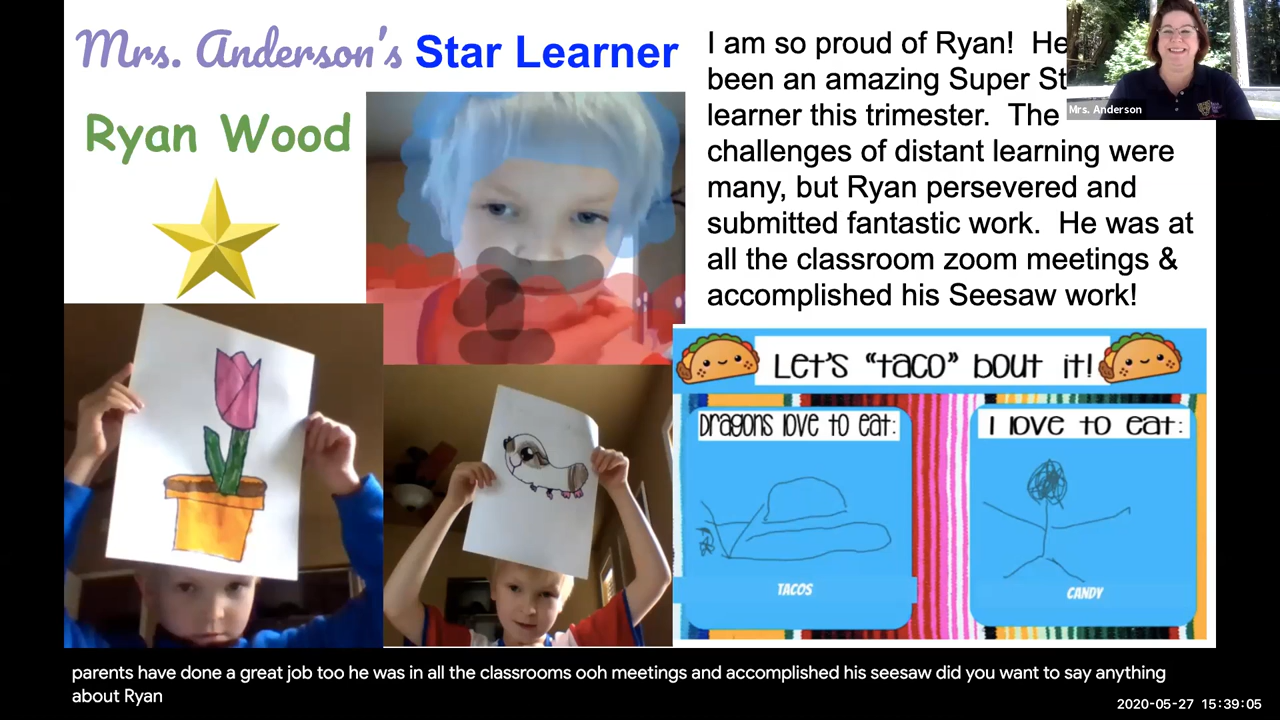 Mrs. Anderson's Star Learner
Ryan Wood
I am so proud of Ryan! He
been an amazing Super St
learner this trimester. The
challenges of distant learning were
many, but Ryan persevered and
submitted fantastic work. He was at
all the classroom zoom meetings &
accomplished his Seesaw work!
Mrs. Anderson
Let's "taco" bout it!
Dragons love to eat:
I love to eat:
TACOS
CANDY
parents have done a great job too he was in all the classrooms ooh meetings and accomplished his seesaw did you want to say anything
about Ryan
2020-05-27 15:39:05